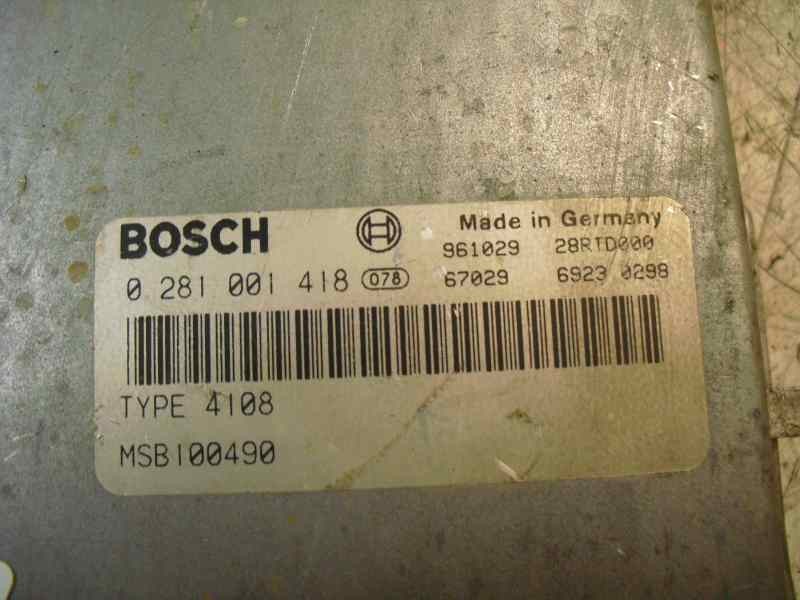 BOSCH Made in Germany
961029 28RTD000
0 281 001 418 078 67029 6923 0298
TYPE 4108
MSB100490